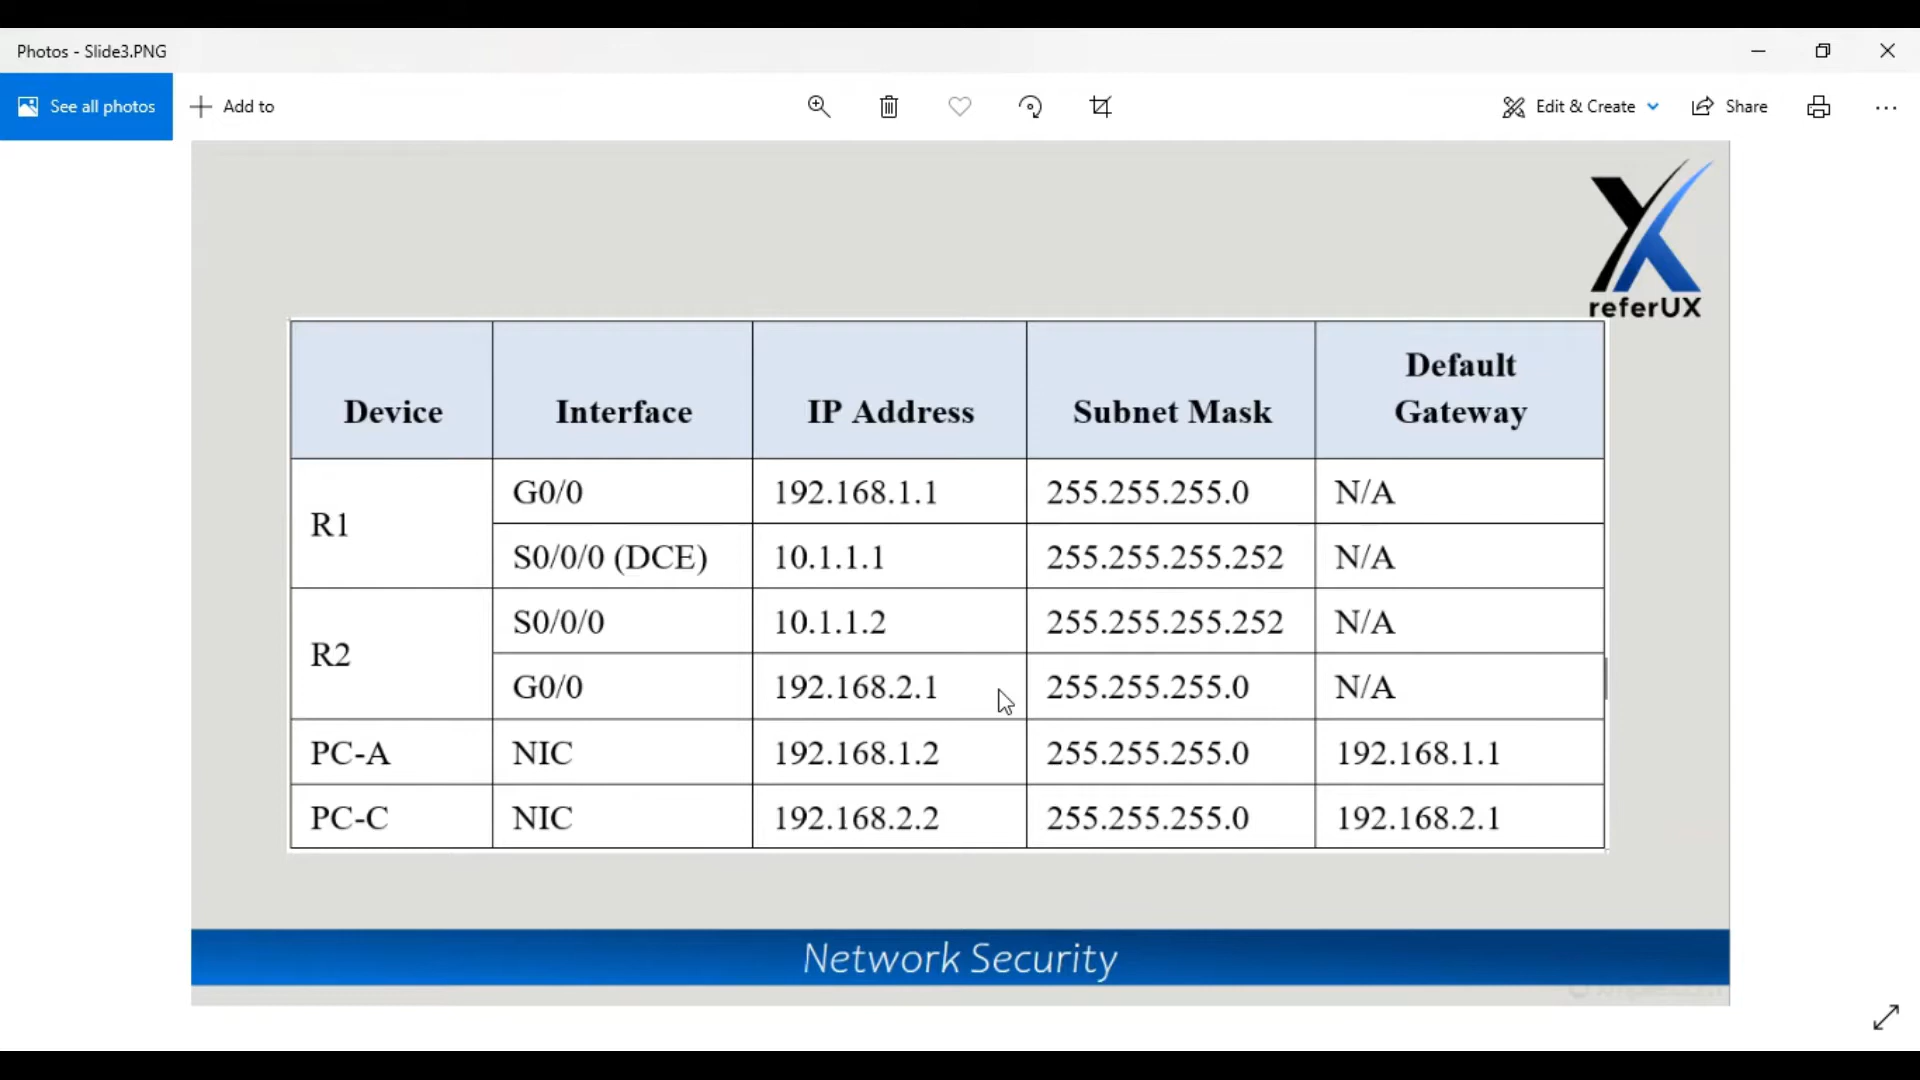 Photos - Slide3.PNG
See all photos
Add to
Edit & Create
Share
referUX
Device Interface IP Address Subnet Mask Default Gateway
R1 G0/0 192.168.1.1 255.255.255.0 N/A
S0/0/0 (DCE) 10.1.1.1 255.255.255.252 N/A
R2 S0/0/0 10.1.1.2 255.255.255.252 N/A
G0/0 192.168.2.1 255.255.255.0 N/A
PC-A NIC 192.168.1.2 255.255.255.0 192.168.1.1
PC-C NIC 192.168.2.2 255.255.255.0 192.168.2.1
Network Security